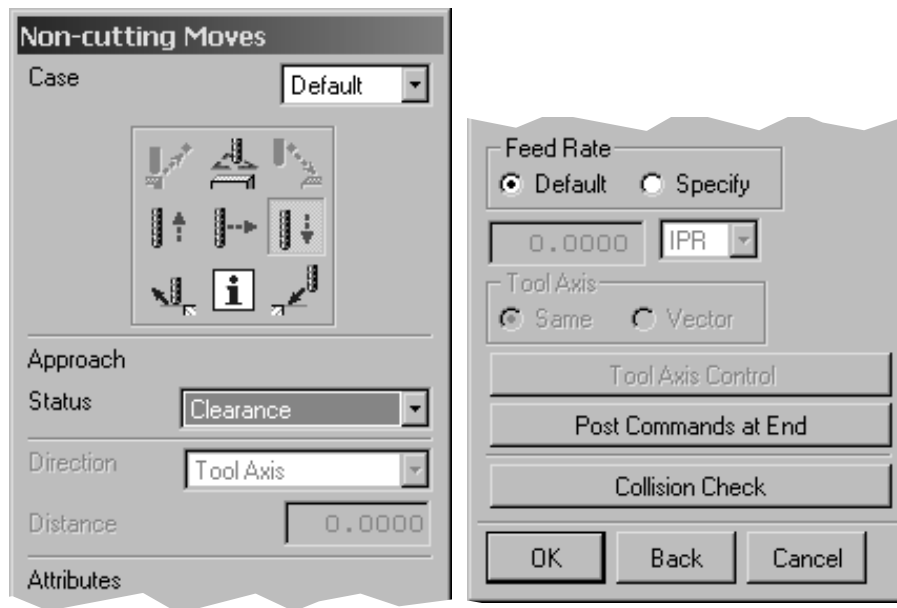 Non-cutting Moves
Case Default
i
Approach
Status Clearance
Direction Tool Axis
Distance 0.0000
Attributes
Feed Rate
Default Specify
0.0000 IPR
Tool Axis
Same Vector
Tool Axis Control
Post Commands at End
Collision Check
OK Back Cancel